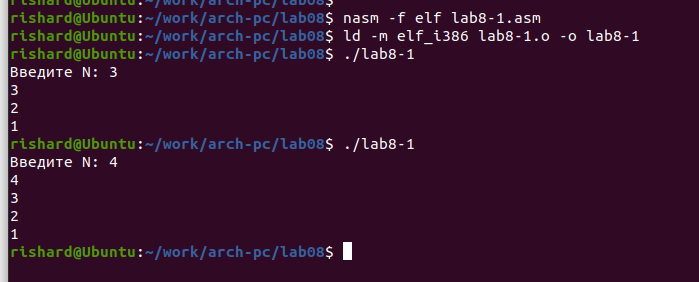 rishard@Ubuntu:~/work/arch-pc/lab08$
rishard@Ubuntu:~/work/arch-pc/lab08$ nasm -f elf lab8-1.asm
rishard@Ubuntu:~/work/arch-pc/lab08$ ld -m elf_i386 lab8-1.o -o lab8-1
rishard@Ubuntu:~/work/arch-pc/lab08$ ./lab8-1
Введите N: 3
3
2
1
rishard@Ubuntu:~/work/arch-pc/lab08$ ./lab8-1
Введите N: 4
4
3
2
1
rishard@Ubuntu:~/work/arch-pc/lab08$